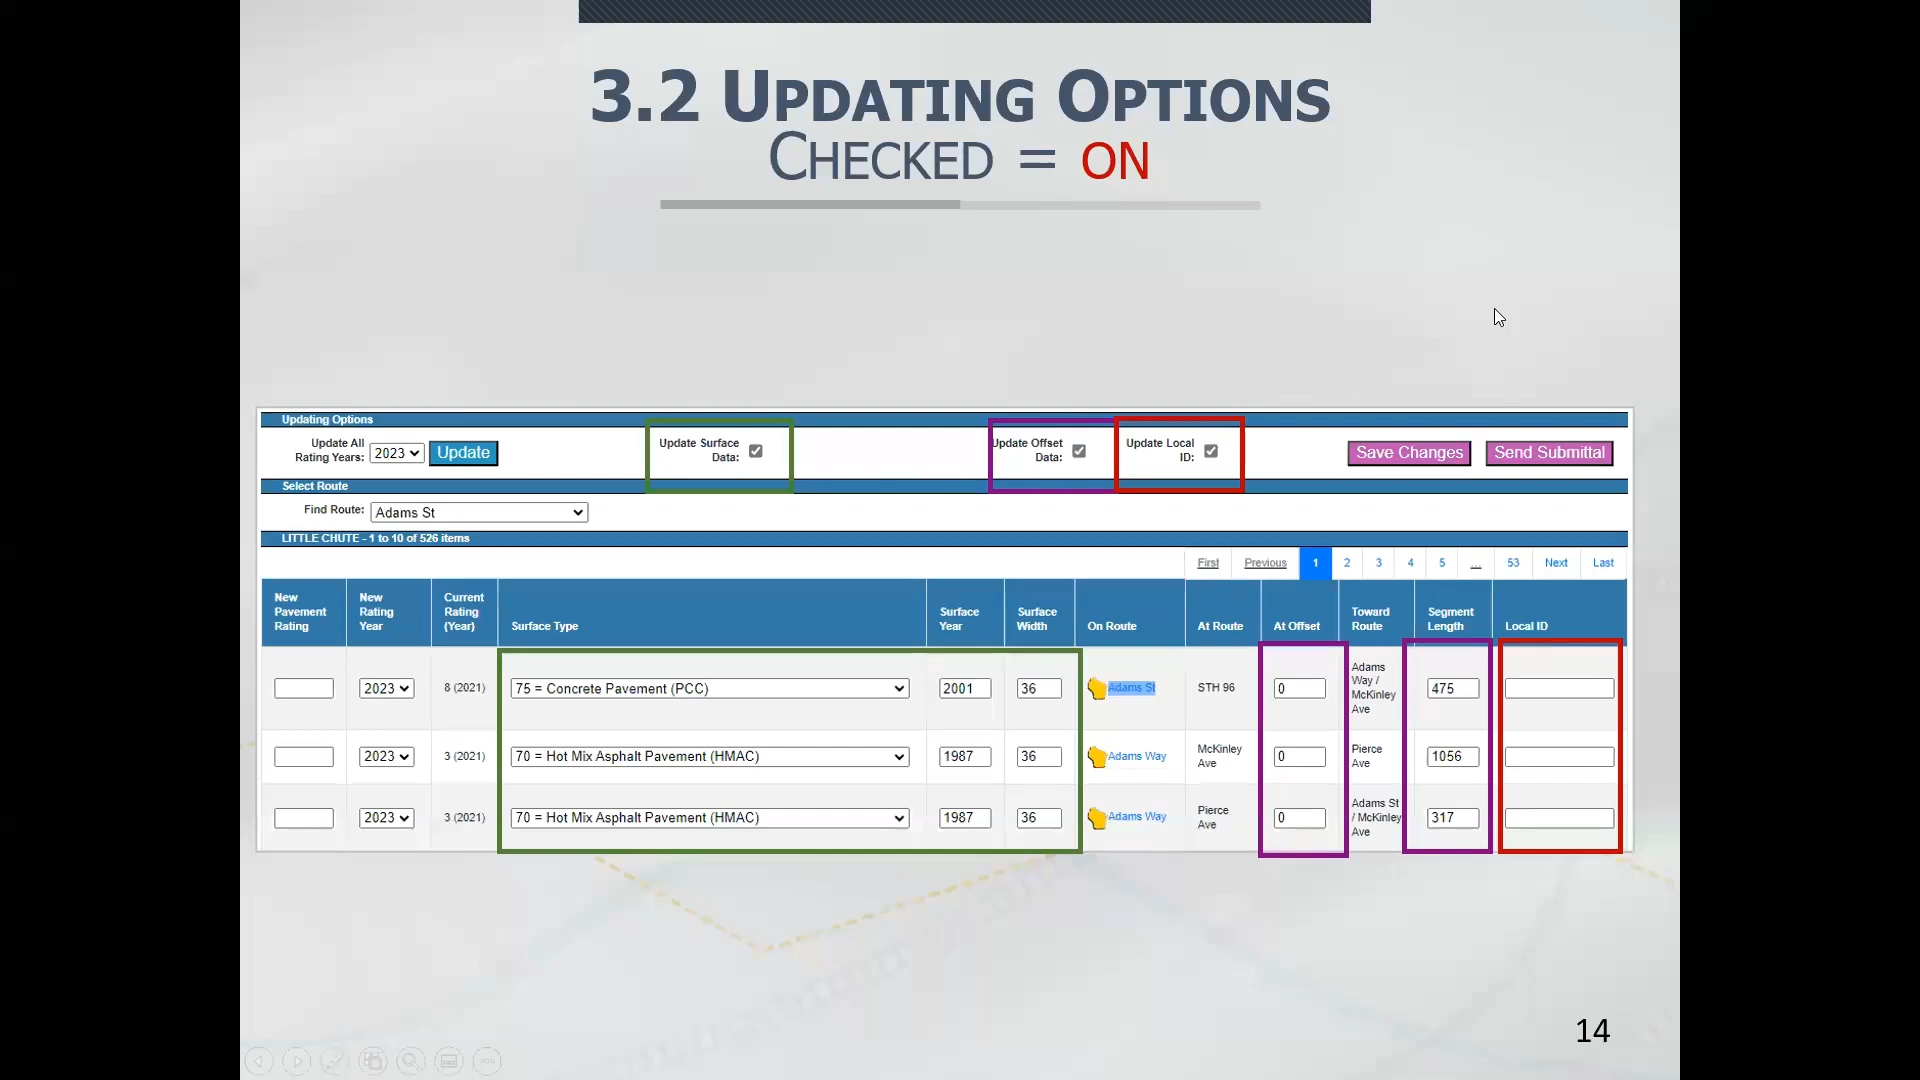 3.2 UPDATING OPTIONS
CHECKED = ON
Updating Options
Update All
Rating Years: 2023 Update
Update Surface
Data:
Update Offset
Data:
Update Local
ID:
Save Changes Send Submittal
Select Route
Find Route: Adams St
LITTLE CHUTE - 1 to 10 of 526 items
First Previous 1 2 3 4 5 ... 53 Next Last
New Pavement Rating New Rating Year Current Rating (Year) Surface Type Surface Year Surface Width On Route At Route At Offset Toward Route Segment Length Local ID
2023 8 (2021) 75 = Concrete Pavement (PCC) 2001 36 Adams St STH 96 0 Adams Way / McKinley Ave 475
2023 3 (2021) 70 = Hot Mix Asphalt Pavement (HMAC) 1987 36 Adams Way McKinley Ave 0 Pierce Ave 1056
2023 3 (2021) 70 = Hot Mix Asphalt Pavement (HMAC) 1987 36 Adams Way Pierce Ave 0 Adams St / McKinley Ave 317
14